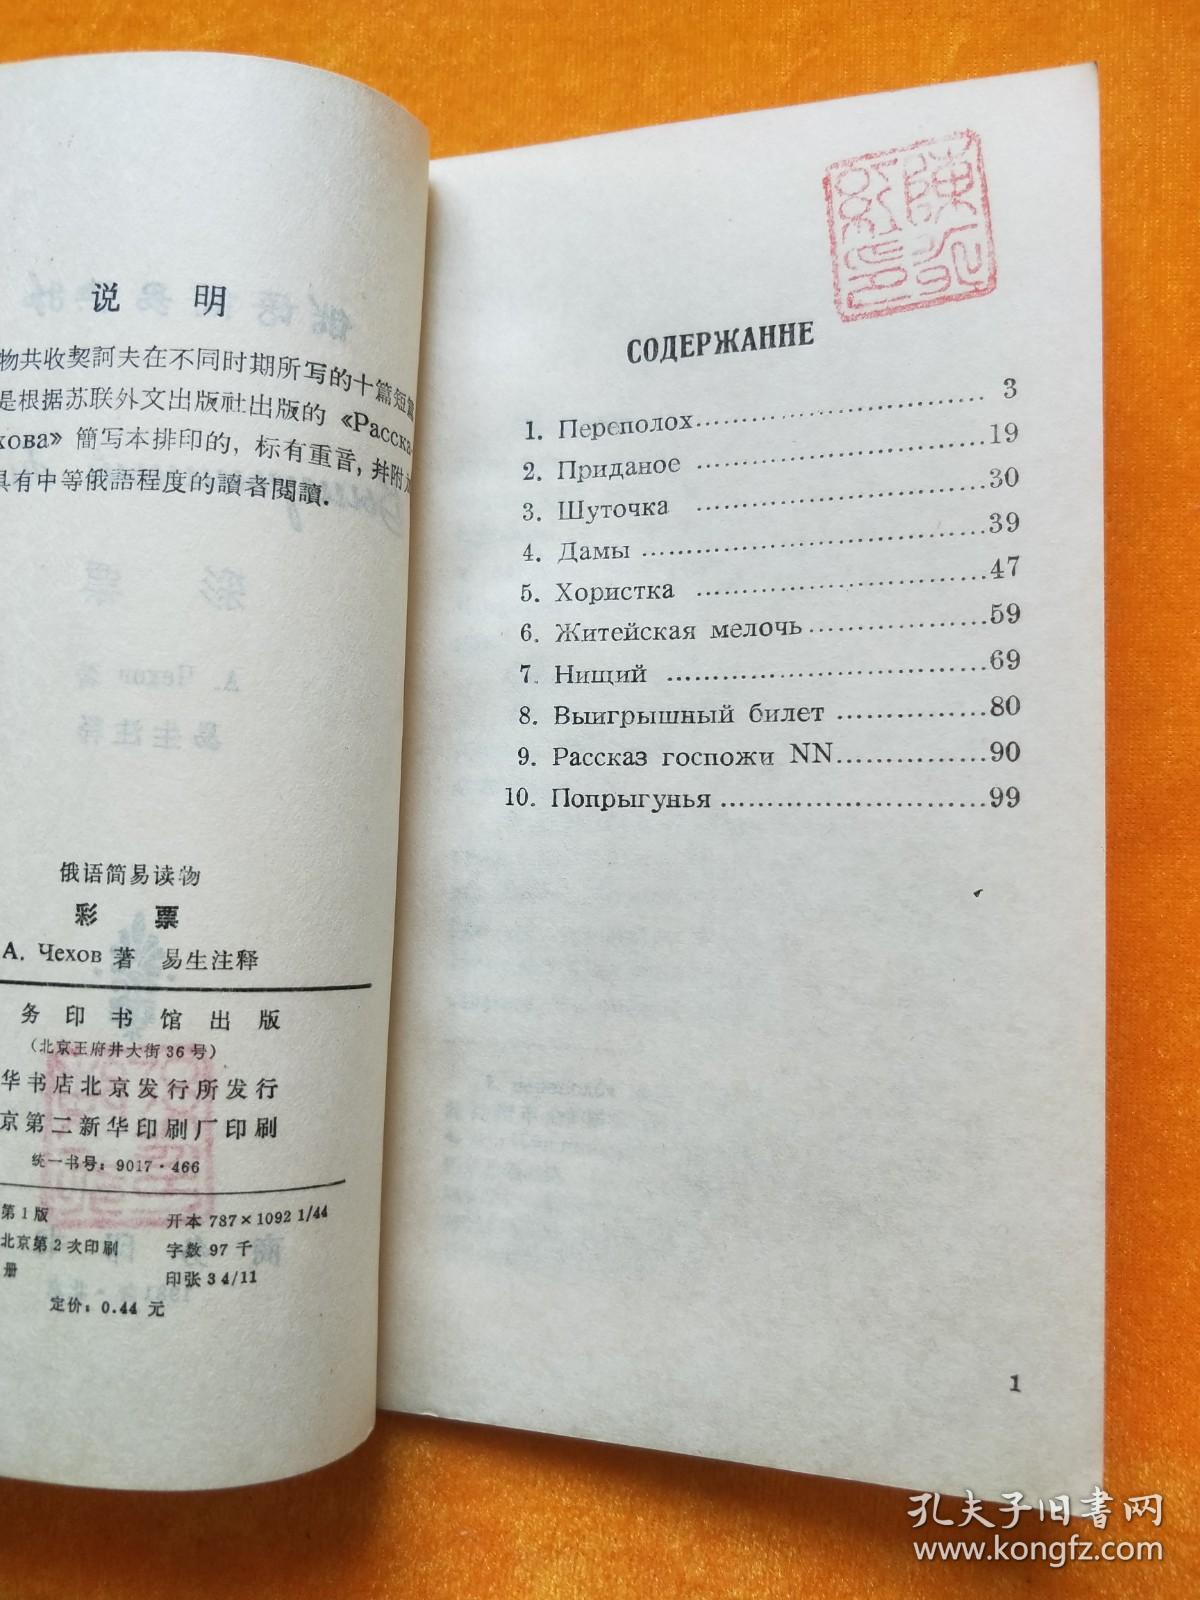 说 明
物共收契訶夫在不同时期所写的十篇短篇
是根据苏联外文出版社出版的 《Расска-
хова》 簡写本排印的, 标有重音, 并附
具有中等俄語程度的讀者閱讀.
俄语简易读物
彩 票
А. Чехов 著 易生注释
务印书馆出版
(北京王府井大街36号)
华书店北京发行所发行
京第二新华印刷厂印刷
统一书号: 9017·466
第1版 开本 787×1092 1/44
北京第2次印刷 字数 97 千
册 印张 3 4/11
定价: 0.44 元
СОДЕРЖАННЕ
1. Переполох 3
2. Приданое 19
3. Шуточка 30
4. Дамы 39
5. Хористка 47
6. Житейская мелочь 59
7. Нищий 69
8. Выигрышный билет 80
9. Рассказ госпожи NN 90
10. Попрыгунья 99
1
孔夫子旧书网
www.kongfz.com